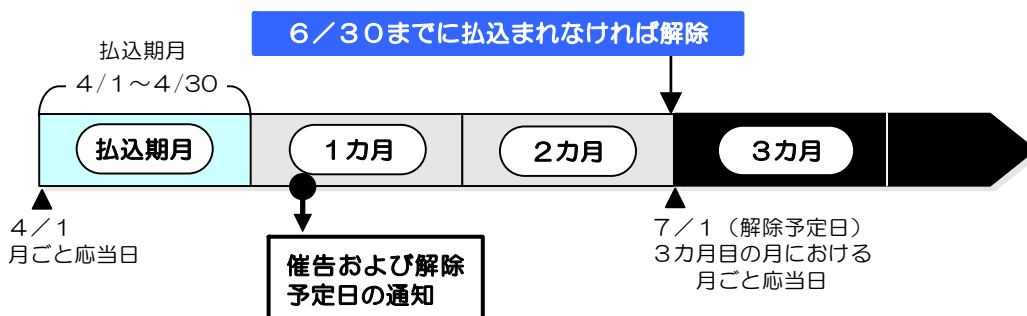 ６／３０までに払込まれなければ解除
払込期月
４/１～４/30
払込期月
１カ月
２カ月
３カ月
４／１
月ごと応当日
催告および解除
予定日の通知
７／１（解除予定日）
３カ月目の月における
月ごと応当日